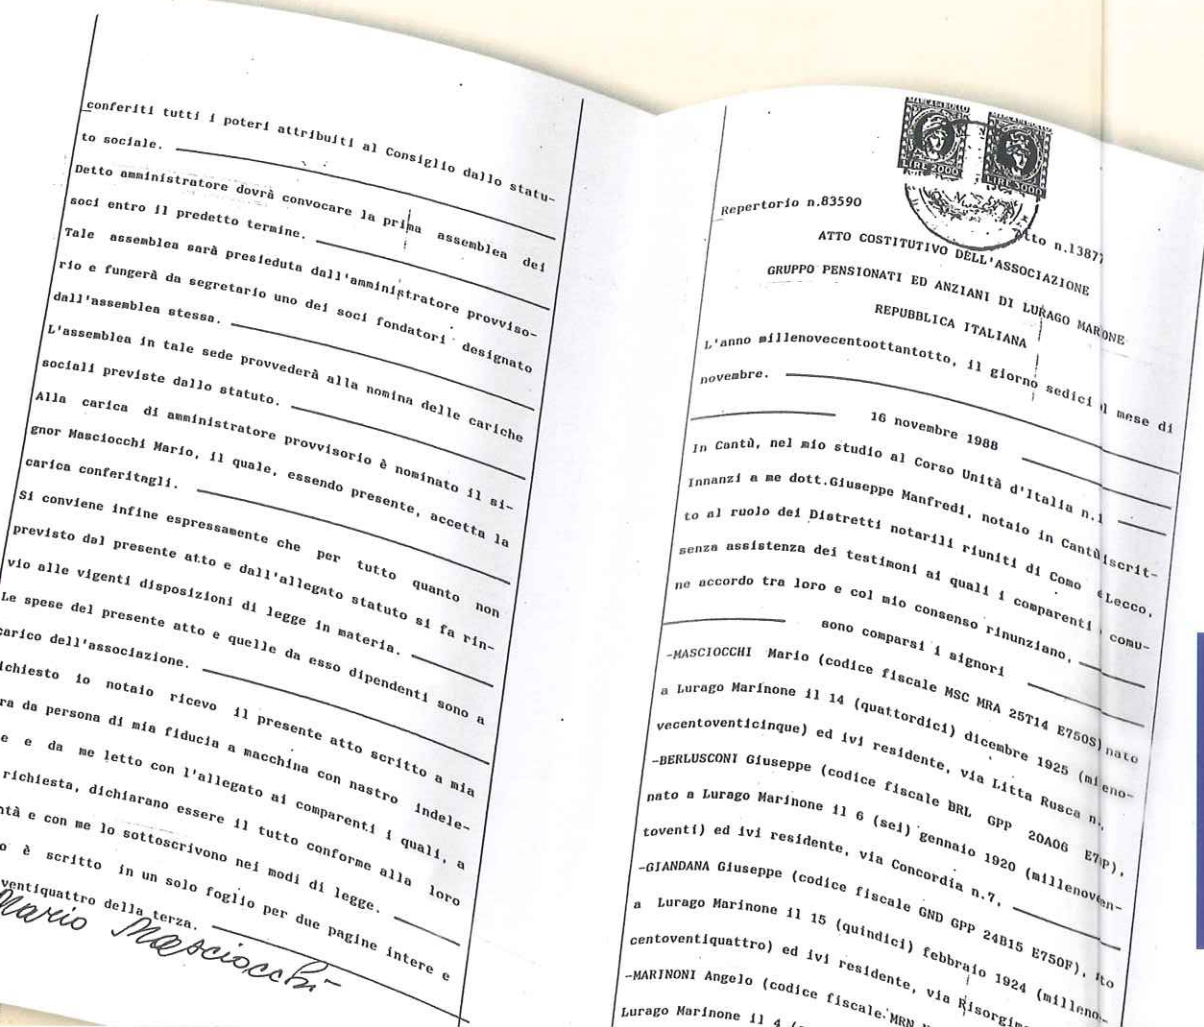 conferiti tutti i poteri attribuiti al Consiglio dallo statu-
to sociale.
Detto amministratore dovrà convocare la prima assemblea dei
soci entro il predetto termine.
Tale assemblea sarà presieduta dall'amministratore provviso-
rio e fungerà da segretario uno dei soci fondatori designato
dall'assemblea stessa.
L'assemblea in tale sede provvederà alla nomina delle cariche
sociali previste dallo statuto.
Alla carica di amministratore provvisorio è nominato il si-
gnor Masciocchi Mario, il quale, essendo presente, accetta la
carica conferitagli.
Si conviene infine espressamente che per tutto quanto non
previsto dal presente atto e dall'allegato statuto si fa rin-
vio alle vigenti disposizioni di legge in materia.
Le spese del presente atto e quelle da esso dipendenti sono a
carico dell'associazione.
ichiesto io notaio ricevo il presente atto scritto a mia
ra da persona di mia fiducia a macchina con nastro indele-
e e da me letto con l'allegato ai comparenti i quali, a
richiesta, dichiarano essere il tutto conforme alla loro
ntà e con me lo sottoscrivono nei modi di legge.
o è scritto in un solo foglio per due pagine intere e
ventiquattro della terza.
Mario Masciocchi
MARCA DA BOLLO
LIRE 2000
LIRE 3000
Repertorio n.83590
Atto n.13877
ATTO COSTITUTIVO DELL'ASSOCIAZIONE
GRUPPO PENSIONATI ED ANZIANI DI LURAGO MARONE
REPUBBLICA ITALIANA
L'anno millenovecentoottantotto, il giorno sedici l mese di
novembre.
16 novembre 1988
In Cantù, nel mio studio al Corso Unità d'Italia n.1
Innanzi a me dott.Giuseppe Manfredi, notaio in Cantù iscrit-
to al ruolo dei Distretti notarili riuniti di Como e Lecco,
senza assistenza dei testimoni ai quali i comparenti comu-
ne accordo tra loro e col mio consenso rinunziano,
sono comparsi i signori
-MASCIOCCHI Mario (codice fiscale MSC MRA 25T14 E750S) nato
a Lurago Marinone il 14 (quattordici) dicembre 1925 (mileno-
vecentoventicinque) ed ivi residente, via Litta Rusca n.,
-BERLUSCONI Giuseppe (codice fiscale BRL GPP 20A06
nato a Lurago Marinone il 6 (sei) gennaio 1920 (millenoven-
toventi) ed ivi residente, via Concordia n.7,
-GIANDANA Giuseppe (codice fiscale GND GPP 24B15 E750F), to
a Lurago Marinone il 15 (quindici) febbraio 1924 (milleno-
centoventiquattro) ed ivi residente, via Risorgim
-MARINONI Angelo (codice fiscale MRN
Lurago Marinone il 4